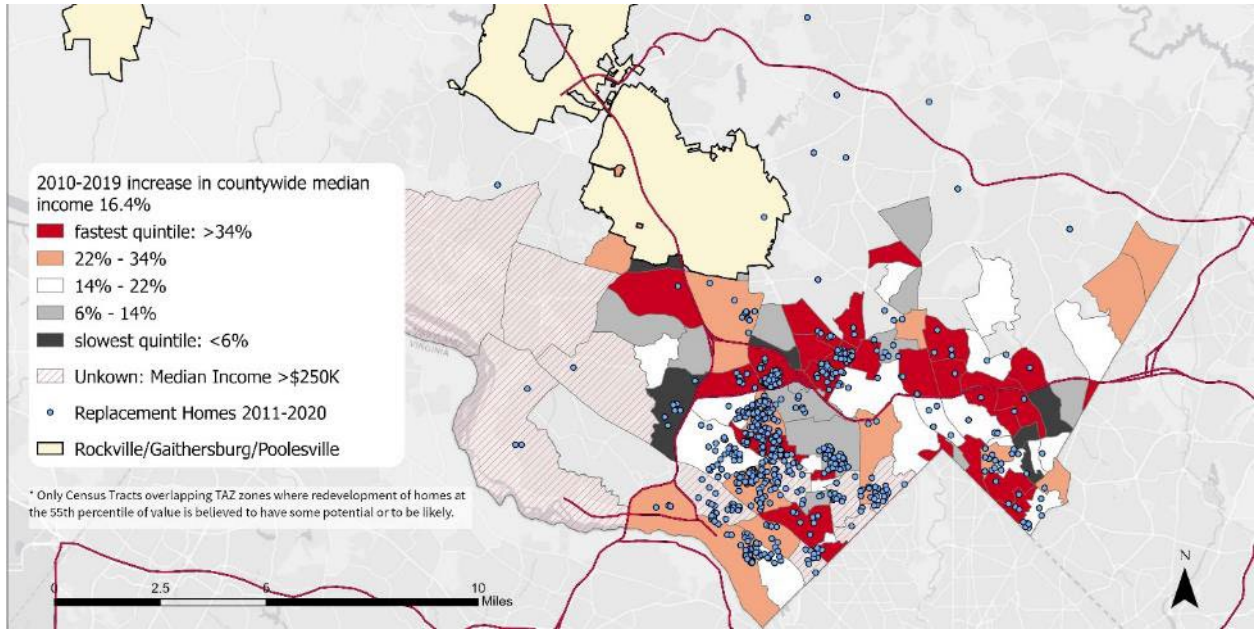 2010-2019 increase in countywide median
income 16.4%
fastest quintile: >34%
22% - 34%
14% - 22%
6% - 14%
slowest quintile: <6%
Unkown: Median Income >$250K
Replacement Homes 2011-2020
Rockville/Gaithersburg/Poolesville
* Only Census Tracts overlapping TAZ zones where redevelopment of homes at
the 55th percentile of value is believed to have some potential or to be likely.
VIRGINIA
N
0 2.5 5 10
Miles